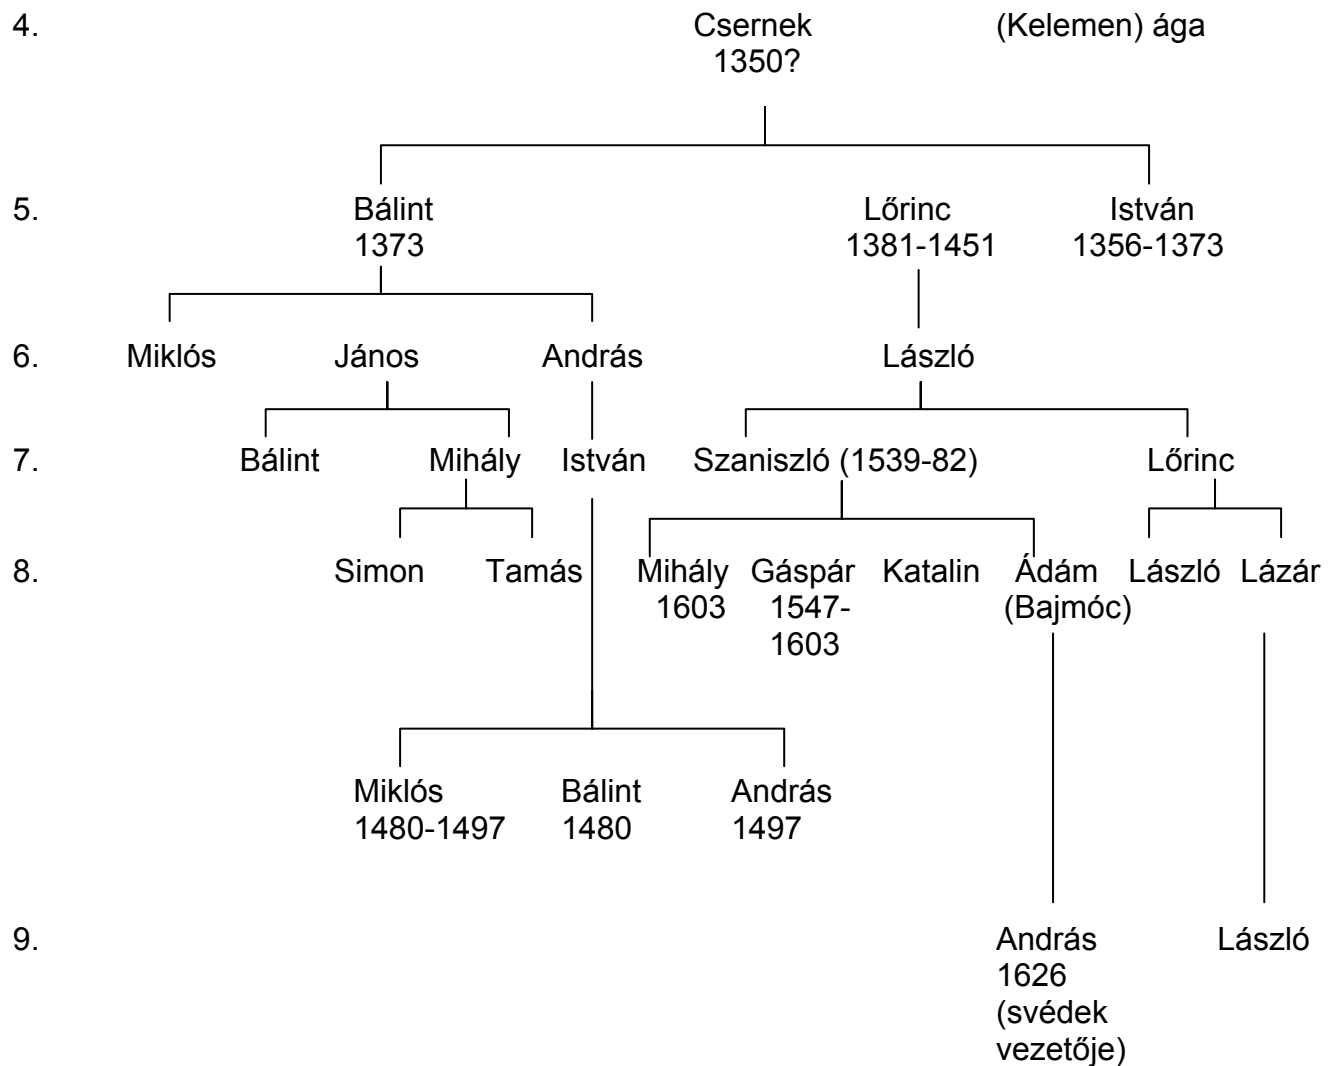 4. Csernek (Kelemen) ága
1350?
5. Bálint Lőrinc István
1373 1381-1451 1356-1373
6. Miklós János András László
7. Bálint Mihály István Szaniszló (1539-82) Lőrinc
8. Simon Tamás Mihály Gáspár Katalin Ádám László Lázár
1603 1547- (Bajmóc)
1603
Miklós Bálint András
1480-1497 1480 1497
9. András László
1626
(svédek
vezetője)